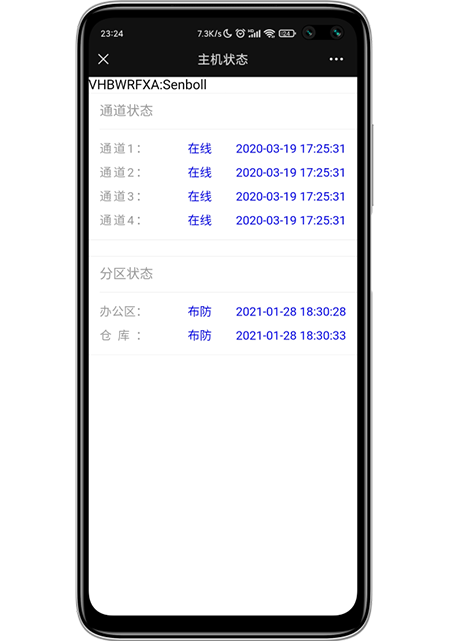 23:24 7.3K/s
主机状态
VHBWRFXA:Senboll
通道状态
通道1： 在线 2020-03-19 17:25:31
通道2： 在线 2020-03-19 17:25:31
通道3： 在线 2020-03-19 17:25:31
通道4： 在线 2020-03-19 17:25:31
分区状态
办公区： 布防 2021-01-28 18:30:28
仓 库 ： 布防 2021-01-28 18:30:33